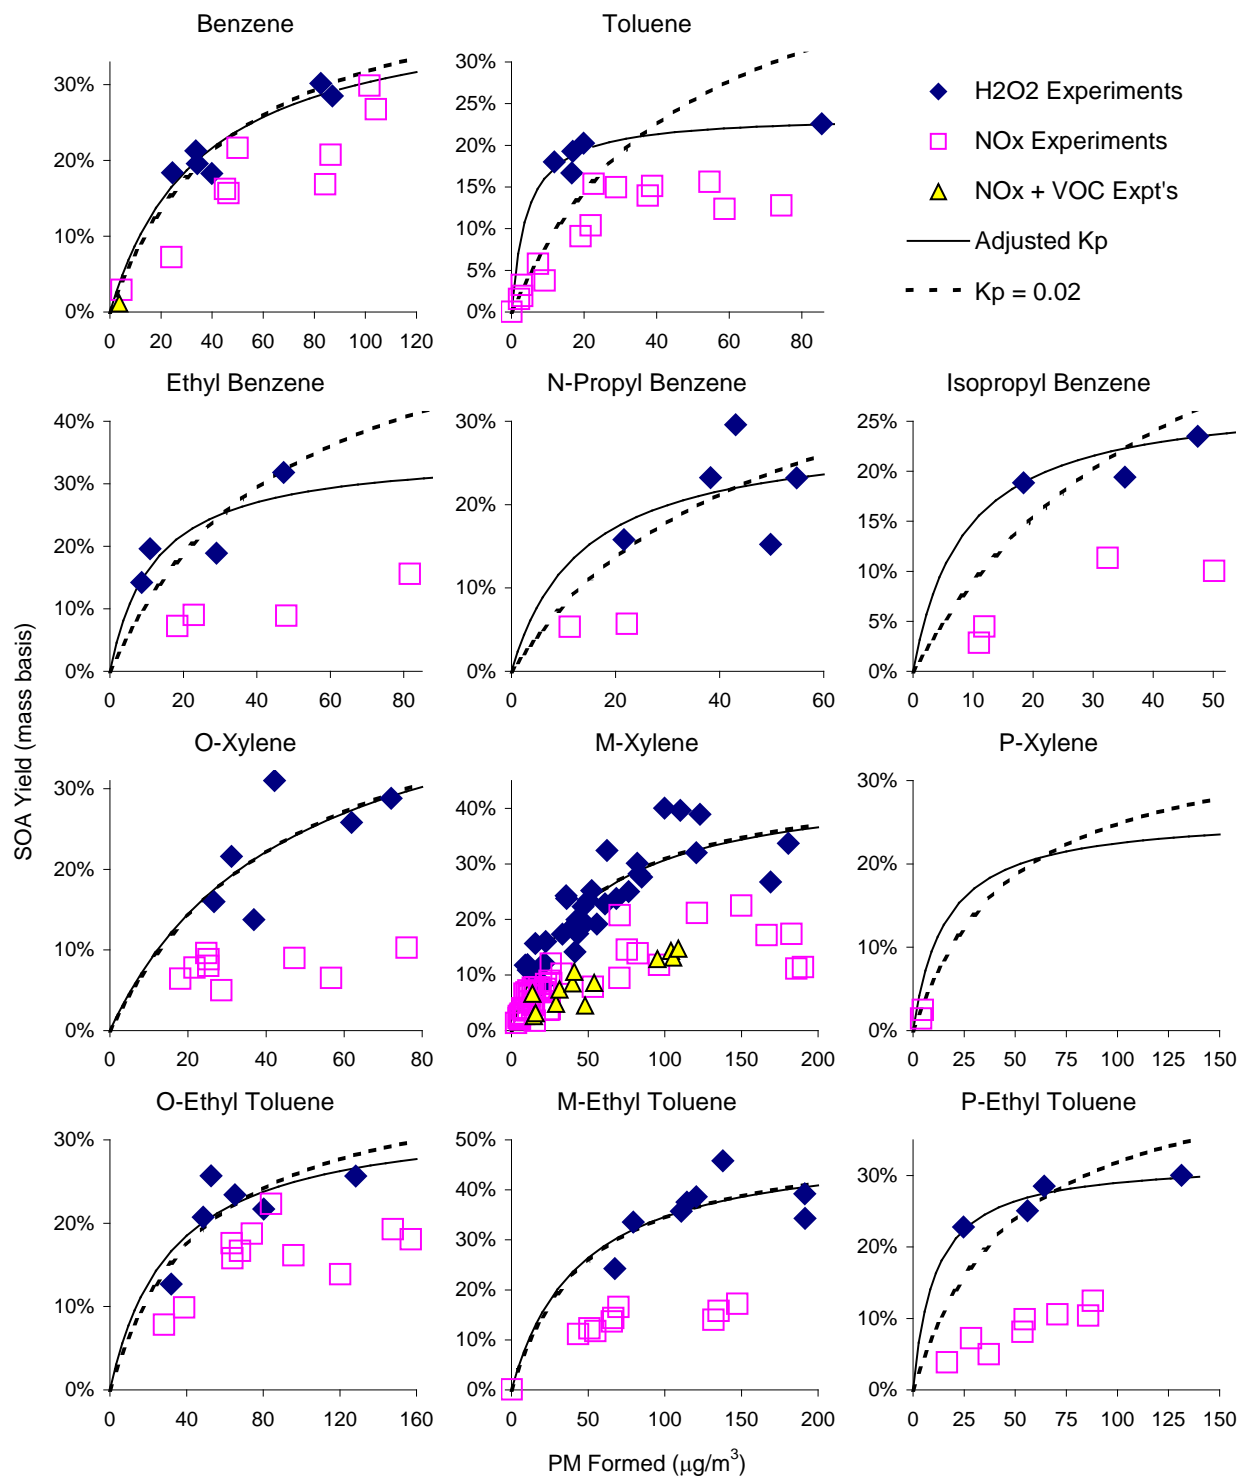 Benzene
30%
20%
10%
0%
0 20 40 60 80 100 120
Toluene
30%
25%
20%
15%
10%
5%
0%
0 20 40 60 80
H2O2 Experiments
NOx Experiments
NOx + VOC Expt's
Adjusted Kp
Kp = 0.02
SOA Yield (mass basis)
Ethyl Benzene
40%
30%
20%
10%
0%
0 20 40 60 80
N-Propyl Benzene
30%
20%
10%
0%
0 20 40 60
Isopropyl Benzene
25%
20%
15%
10%
5%
0%
0 10 20 30 40 50
O-Xylene
30%
20%
10%
0%
0 20 40 60 80
M-Xylene
40%
30%
20%
10%
0%
0 50 100 150 200
P-Xylene
30%
20%
10%
0%
0 25 50 75 100 125 150
O-Ethyl Toluene
30%
20%
10%
0%
0 40 80 120 160
M-Ethyl Toluene
50%
40%
30%
20%
10%
0%
0 50 100 150 200
P-Ethyl Toluene
30%
20%
10%
0%
0 25 50 75 100 125 150
PM Formed (μg/m³)